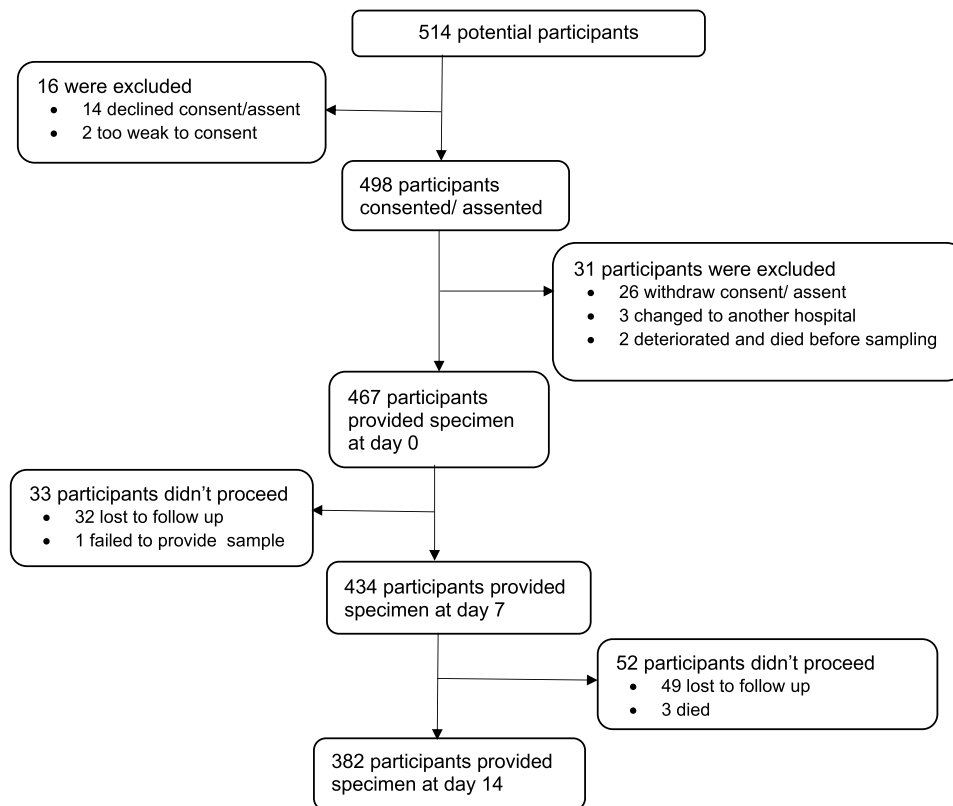 514 potential participants
16 were excluded
• 14 declined consent/assent
• 2 too weak to consent
498 participants
consented/ assented
31 participants were excluded
• 26 withdraw consent/ assent
• 3 changed to another hospital
• 2 deteriorated and died before sampling
467 participants
provided specimen
at day 0
33 participants didn’t proceed
• 32 lost to follow up
• 1 failed to provide sample
434 participants provided
specimen at day 7
52 participants didn’t proceed
• 49 lost to follow up
• 3 died
382 participants provided
specimen at day 14